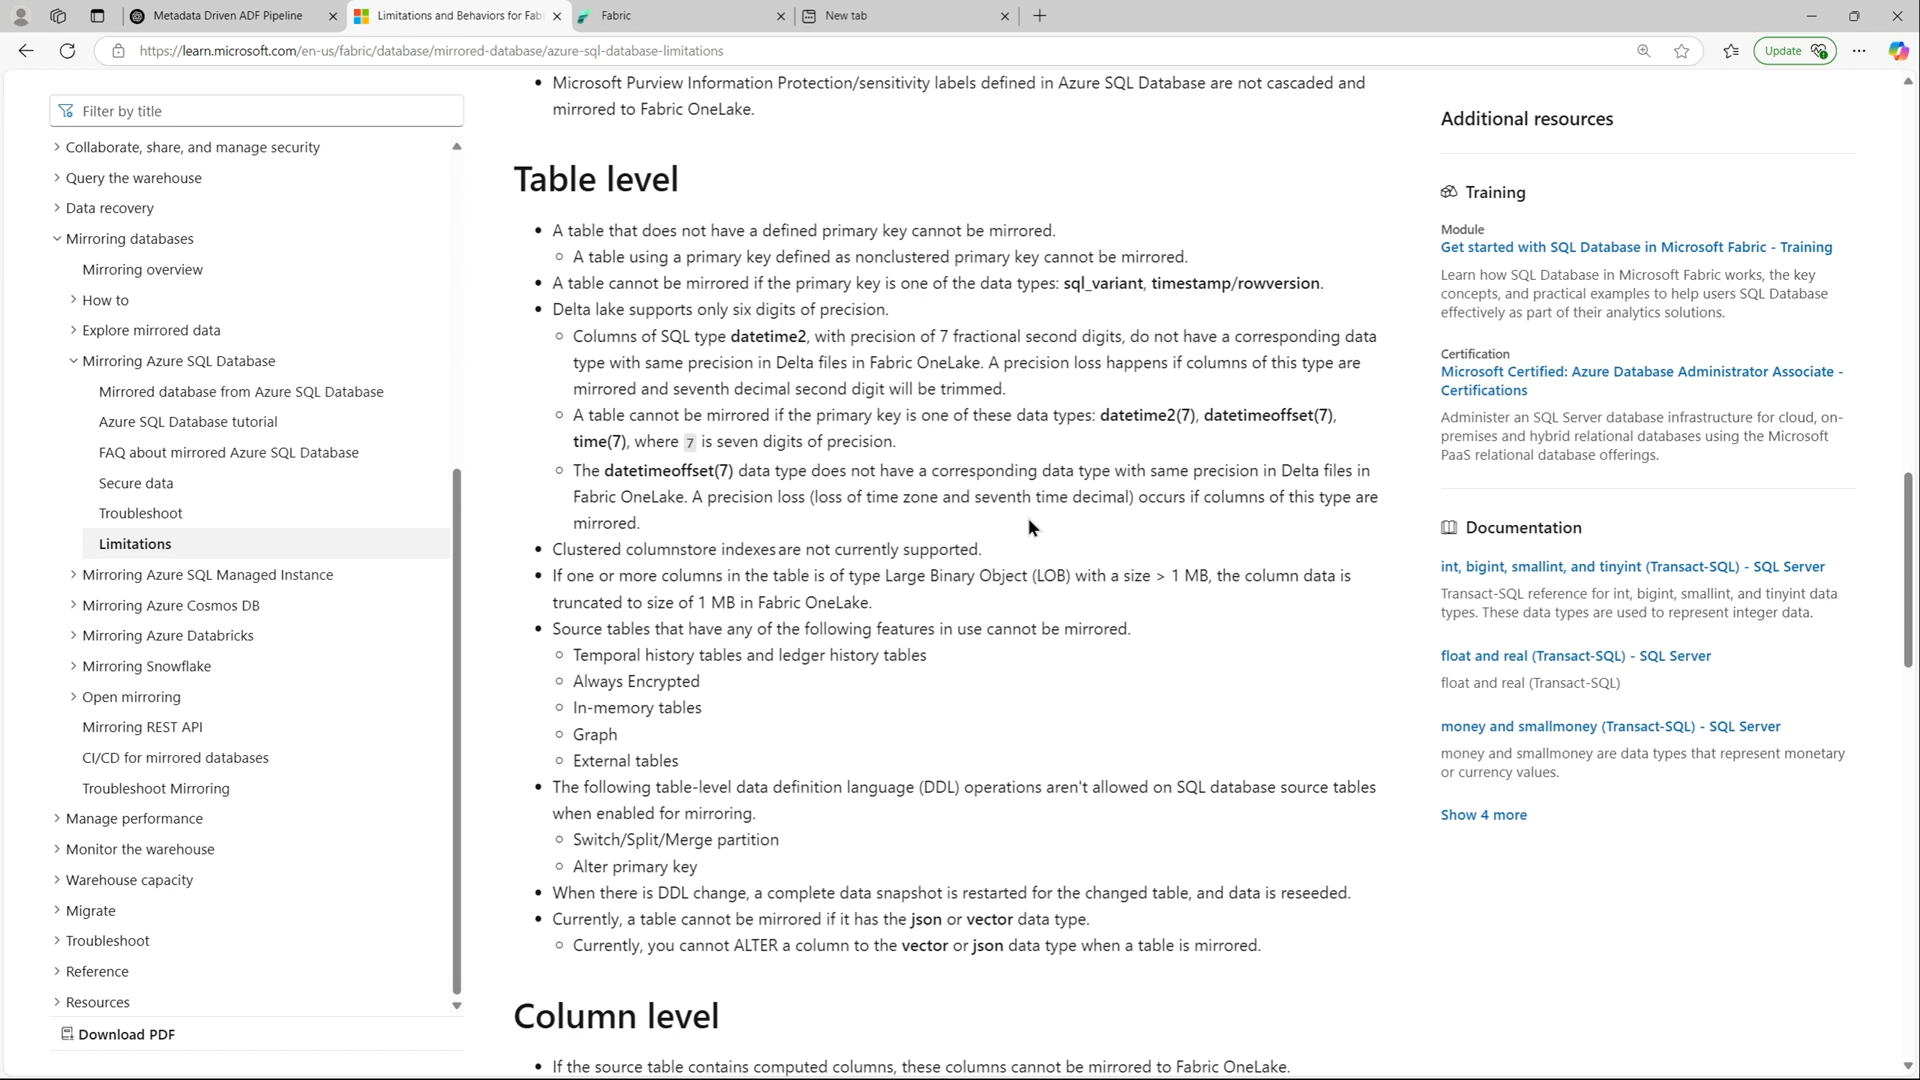 Metadata Driven ADF Pipeline
Limitations and Behaviors for Fab
Fabric
New tab
https://learn.microsoft.com/en-us/fabric/database/mirrored-database/azure-sql-database-limitations
Update
Filter by title
Collaborate, share, and manage security
Query the warehouse
Data recovery
Mirroring databases
Mirroring overview
How to
Explore mirrored data
Mirroring Azure SQL Database
Mirrored database from Azure SQL Database
Azure SQL Database tutorial
FAQ about mirrored Azure SQL Database
Secure data
Troubleshoot
Limitations
Mirroring Azure SQL Managed Instance
Mirroring Azure Cosmos DB
Mirroring Azure Databricks
Mirroring Snowflake
Open mirroring
Mirroring REST API
CI/CD for mirrored databases
Troubleshoot Mirroring
Manage performance
Monitor the warehouse
Warehouse capacity
Migrate
Troubleshoot
Reference
Resources
Download PDF
Microsoft Purview Information Protection/sensitivity labels defined in Azure SQL Database are not cascaded and
mirrored to Fabric OneLake.
Table level
A table that does not have a defined primary key cannot be mirrored.
A table using a primary key defined as nonclustered primary key cannot be mirrored.
A table cannot be mirrored if the primary key is one of the data types: sql_variant, timestamp/rowversion.
Delta lake supports only six digits of precision.
Columns of SQL type datetime2, with precision of 7 fractional second digits, do not have a corresponding data
type with same precision in Delta files in Fabric OneLake. A precision loss happens if columns of this type are
mirrored and seventh decimal second digit will be trimmed.
A table cannot be mirrored if the primary key is one of these data types: datetime2(7), datetimeoffset(7),
time(7), where 7 is seven digits of precision.
The datetimeoffset(7) data type does not have a corresponding data type with same precision in Delta files in
Fabric OneLake. A precision loss (loss of time zone and seventh time decimal) occurs if columns of this type are
mirrored.
Clustered columnstore indexes are not currently supported.
If one or more columns in the table is of type Large Binary Object (LOB) with a size > 1 MB, the column data is
truncated to size of 1 MB in Fabric OneLake.
Source tables that have any of the following features in use cannot be mirrored.
Temporal history tables and ledger history tables
Always Encrypted
In-memory tables
Graph
External tables
The following table-level data definition language (DDL) operations aren't allowed on SQL database source tables
when enabled for mirroring.
Switch/Split/Merge partition
Alter primary key
When there is DDL change, a complete data snapshot is restarted for the changed table, and data is reseeded.
Currently, a table cannot be mirrored if it has the json or vector data type.
Currently, you cannot ALTER a column to the vector or json data type when a table is mirrored.
Column level
If the source table contains computed columns, these columns cannot be mirrored to Fabric OneLake.
Additional resources
Training
Module
Get started with SQL Database in Microsoft Fabric - Training
Learn how SQL Database in Microsoft Fabric works, the key
concepts, and practical examples to help users SQL Database
effectively as part of their analytics solutions.
Certification
Microsoft Certified: Azure Database Administrator Associate -
Certifications
Administer an SQL Server database infrastructure for cloud, on-
premises and hybrid relational databases using the Microsoft
PaaS relational database offerings.
Documentation
int, bigint, smallint, and tinyint (Transact-SQL) - SQL Server
Transact-SQL reference for int, bigint, smallint, and tinyint data
types. These data types are used to represent integer data.
float and real (Transact-SQL) - SQL Server
float and real (Transact-SQL)
money and smallmoney (Transact-SQL) - SQL Server
money and smallmoney are data types that represent monetary
or currency values.
Show 4 more